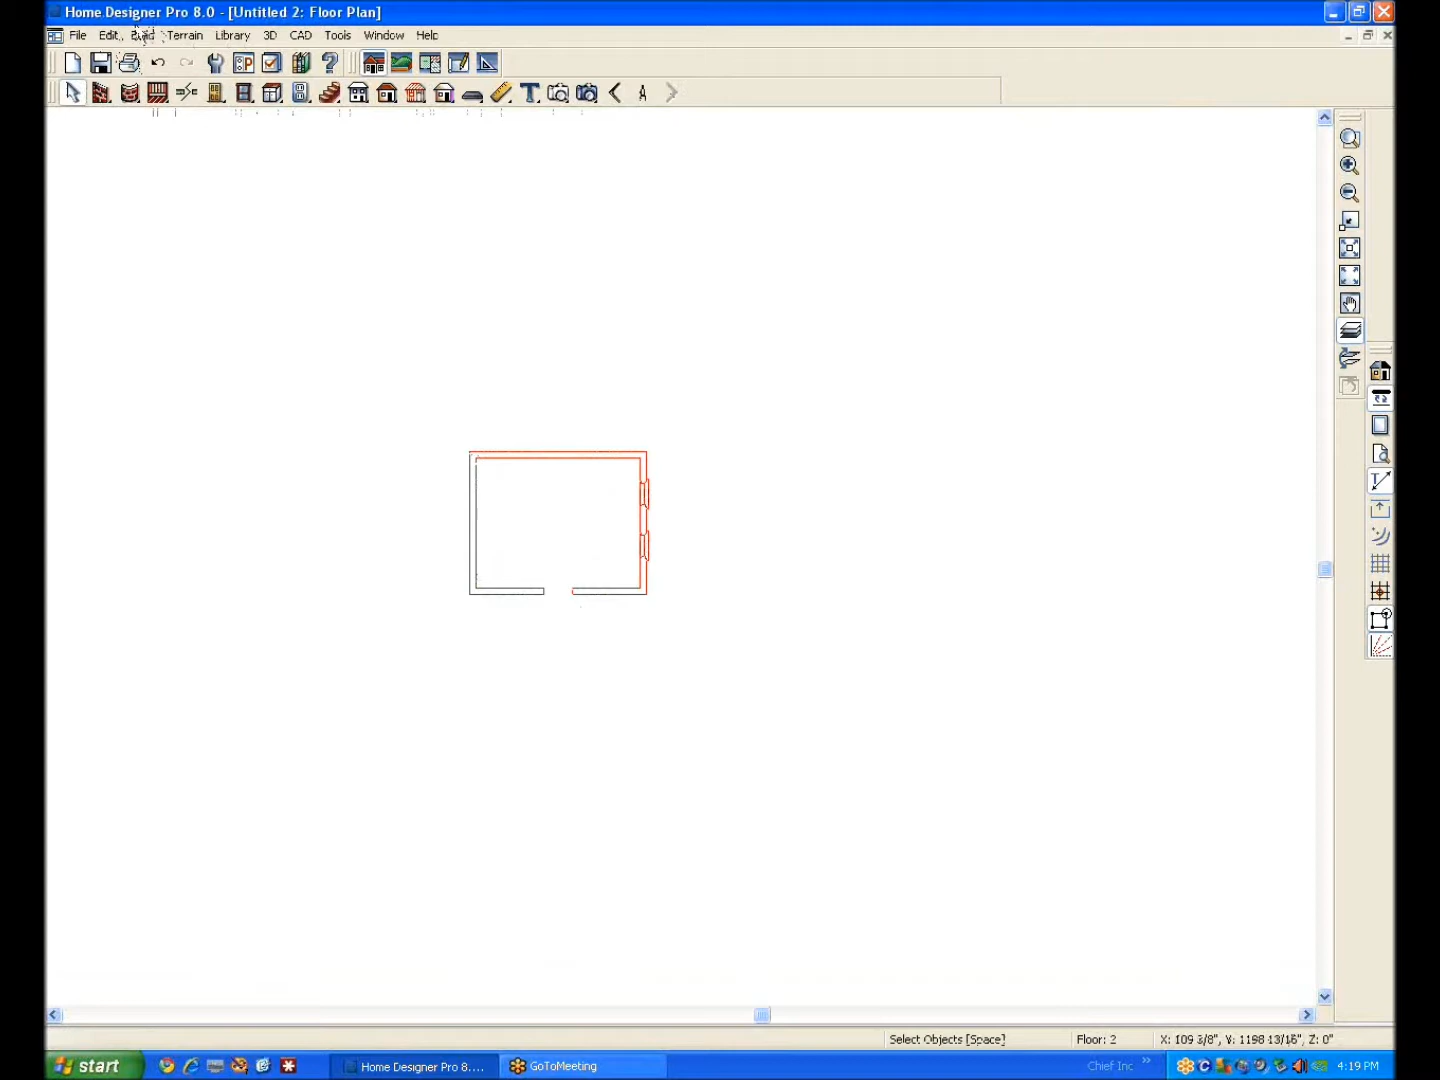 Home Designer Pro 8.0 - [Untitled 2: Floor Plan]
File Edit Build Terrain Library 3D CAD Tools Window Help
Select Objects [Space] Floor: 2 X: 109 3/8", Y: 1198 13/16", Z: 0"
start Home Designer Pro 8.... GoToMeeting Chief Inc » 4:19 PM